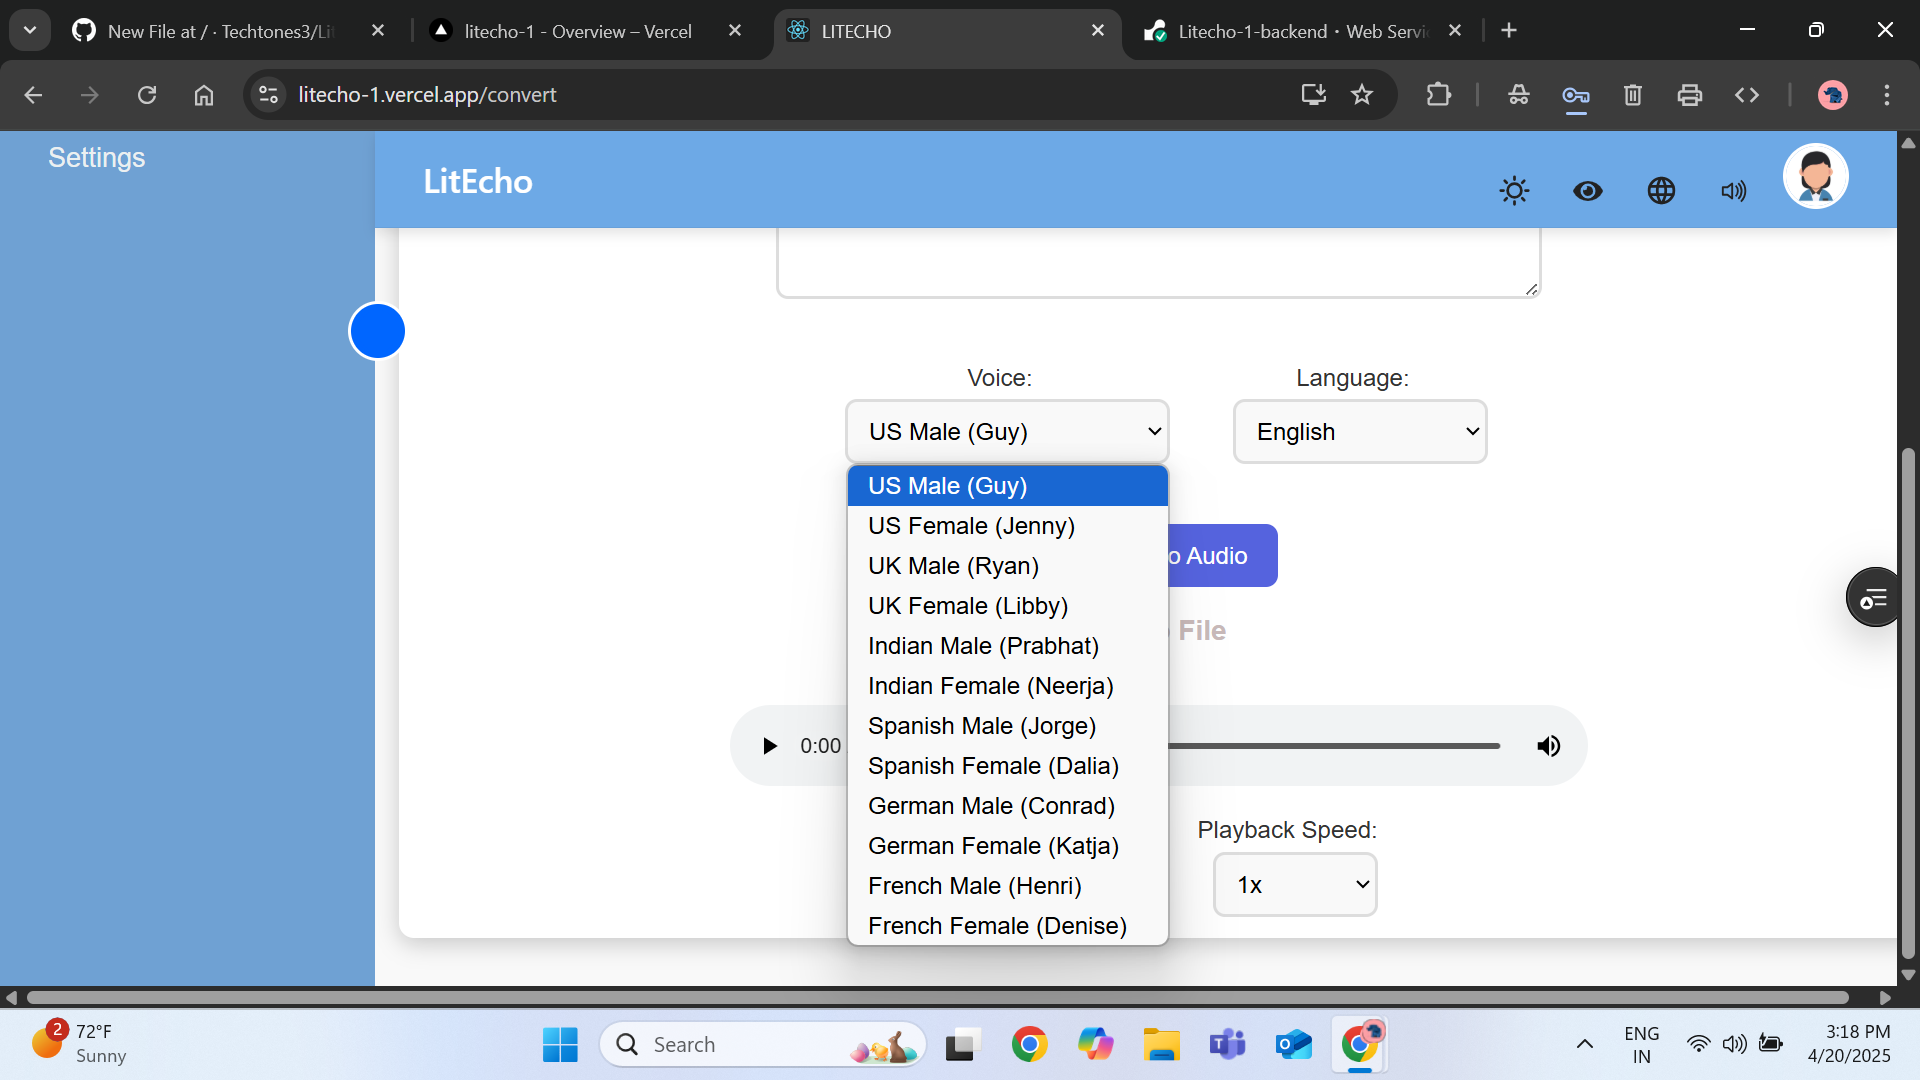 New File at / · Techtones3/Lit
litecho-1 - Overview – Vercel
LITECHO
Litecho-1-backend · Web Servic
litecho-1.vercel.app/convert
Settings
LitEcho
Voice:
Language:
US Male (Guy)
English
US Male (Guy)
US Female (Jenny)
UK Male (Ryan)
UK Female (Libby)
Indian Male (Prabhat)
Indian Female (Neerja)
Spanish Male (Jorge)
Spanish Female (Dalia)
German Male (Conrad)
German Female (Katja)
French Male (Henri)
French Female (Denise)
o Audio
File
0:00
Playback Speed:
1x
2
72°F
Sunny
Search
ENG
IN
3:18 PM
4/20/2025